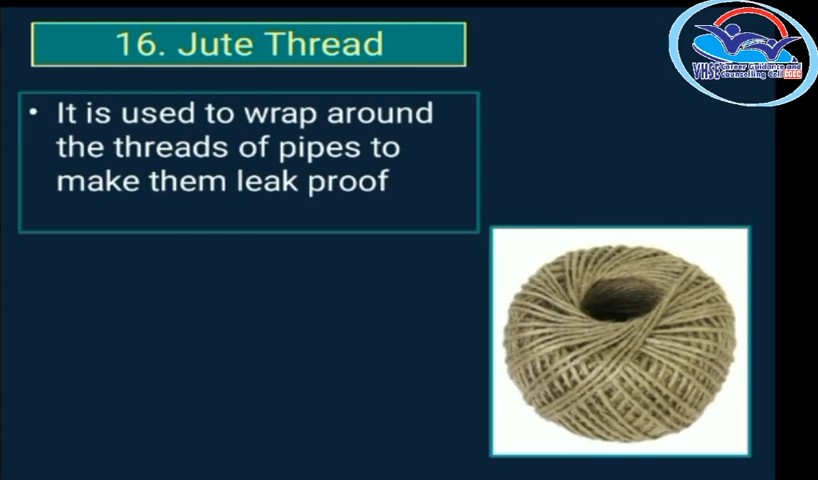 16. Jute Thread
• It is used to wrap around
the threads of pipes to
make them leak proof
VHSE Career Guidance and
Counselling Cell CGCC